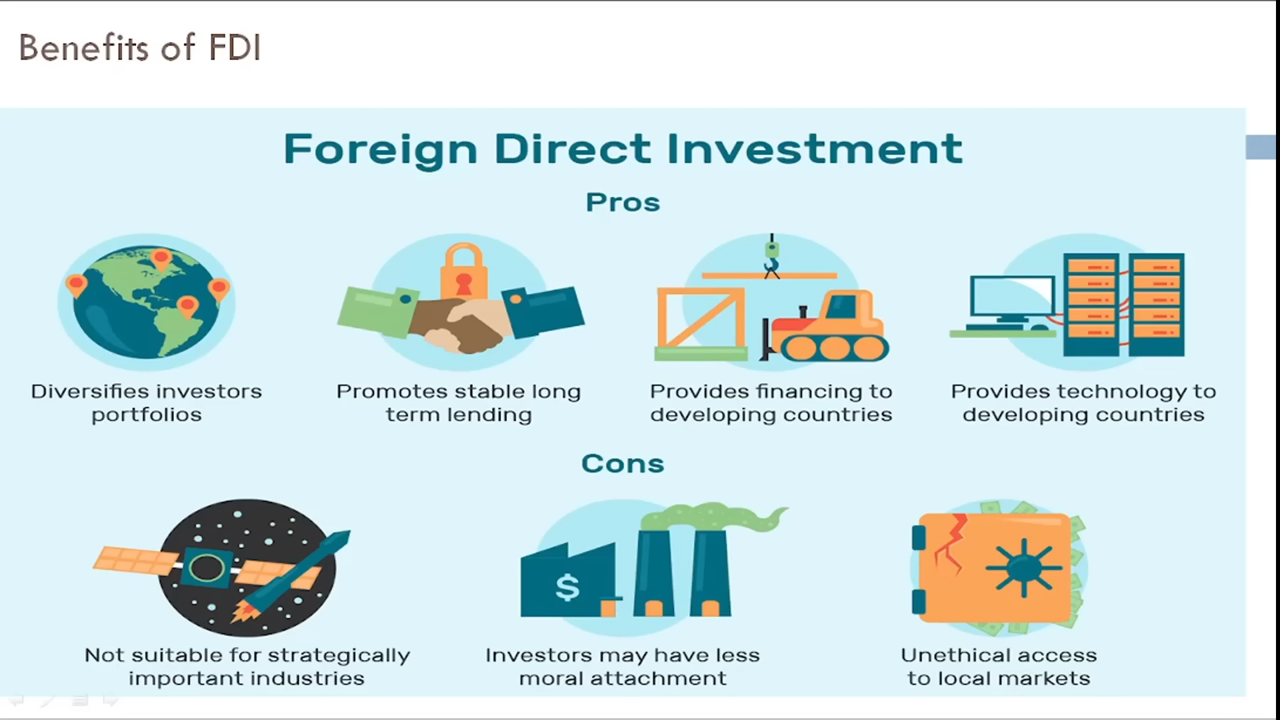 Benefits of FDI
Foreign Direct Investment
Pros
Diversifies investors
portfolios
Promotes stable long
term lending
Provides financing to
developing countries
Provides technology to
developing countries
Cons
Not suitable for strategically
important industries
$
Investors may have less
moral attachment
Unethical access
to local markets